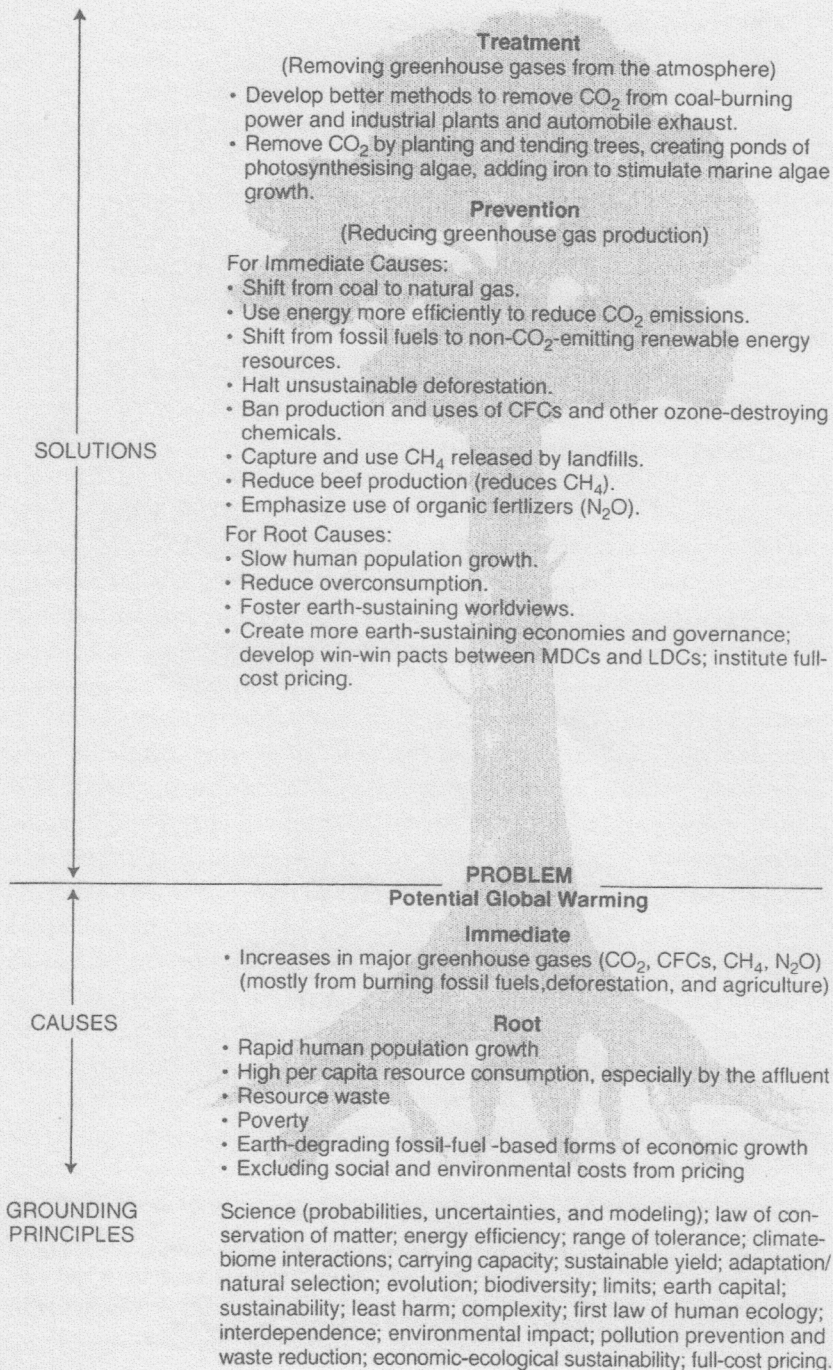 Treatment
(Removing greenhouse gases from the atmosphere)
• Develop better methods to remove CO₂ from coal-burning
power and industrial plants and automobile exhaust.
• Remove CO₂ by planting and tending trees, creating ponds of
photosynthesising algae, adding iron to stimulate marine algae
growth.
Prevention
(Reducing greenhouse gas production)
For Immediate Causes:
• Shift from coal to natural gas.
• Use energy more efficiently to reduce CO₂ emissions.
• Shift from fossil fuels to non-CO₂-emitting renewable energy
resources.
• Halt unsustainable deforestation.
• Ban production and uses of CFCs and other ozone-destroying
chemicals.
SOLUTIONS
• Capture and use CH₄ released by landfills.
• Reduce beef production (reduces CH₄).
• Emphasize use of organic fertlizers (N₂O).
For Root Causes:
• Slow human population growth.
• Reduce overconsumption.
• Foster earth-sustaining worldviews.
• Create more earth-sustaining economies and governance;
develop win-win pacts between MDCs and LDCs; institute full-
cost pricing.
PROBLEM
Potential Global Warming
Immediate
• Increases in major greenhouse gases (CO₂, CFCs, CH₄, N₂O)
(mostly from burning fossil fuels,deforestation, and agriculture)
CAUSES
Root
• Rapid human population growth
• High per capita resource consumption, especially by the affluent
• Resource waste
• Poverty
• Earth-degrading fossil-fuel -based forms of economic growth
• Excluding social and environmental costs from pricing
GROUNDING
PRINCIPLES
Science (probabilities, uncertainties, and modeling); law of con-
servation of matter; energy efficiency; range of tolerance; climate-
biome interactions; carrying capacity; sustainable yield; adaptation/
natural selection; evolution; biodiversity; limits; earth capital;
sustainability; least harm; complexity; first law of human ecology;
interdependence; environmental impact; pollution prevention and
waste reduction; economic-ecological sustainability; full-cost pricing.